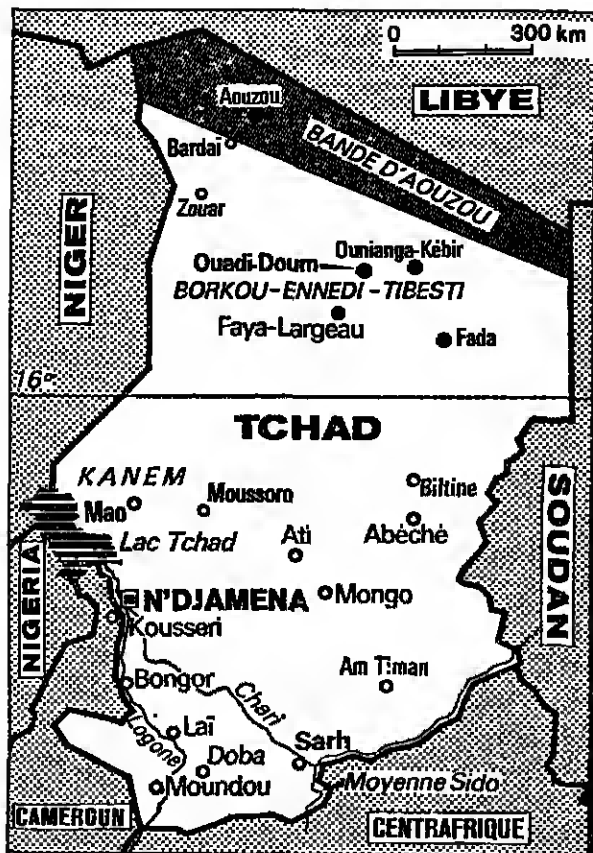 0 300 km
LIBYE
Aouzou
BANDE D'AOUZOU
Bardaï
Zouar
NIGER
Ounianga-Kébir
Ouadi-Doum
BORKOU-ENNEDI-TIBESTI
Faya-Largeau
Fada
16°
TCHAD
KANEM
Biltine
Mao
Moussoro
Abéché
Lac Tchad
Ati
SOUDAN
NIGERIA
N'DJAMENA
Mongo
Kousseri
Am Timan
Bongor
Chari
Logone
Laï
Sarh
Doba
Moundou
Moyenne Sido
CAMEROUN
CENTRAFRIQUE